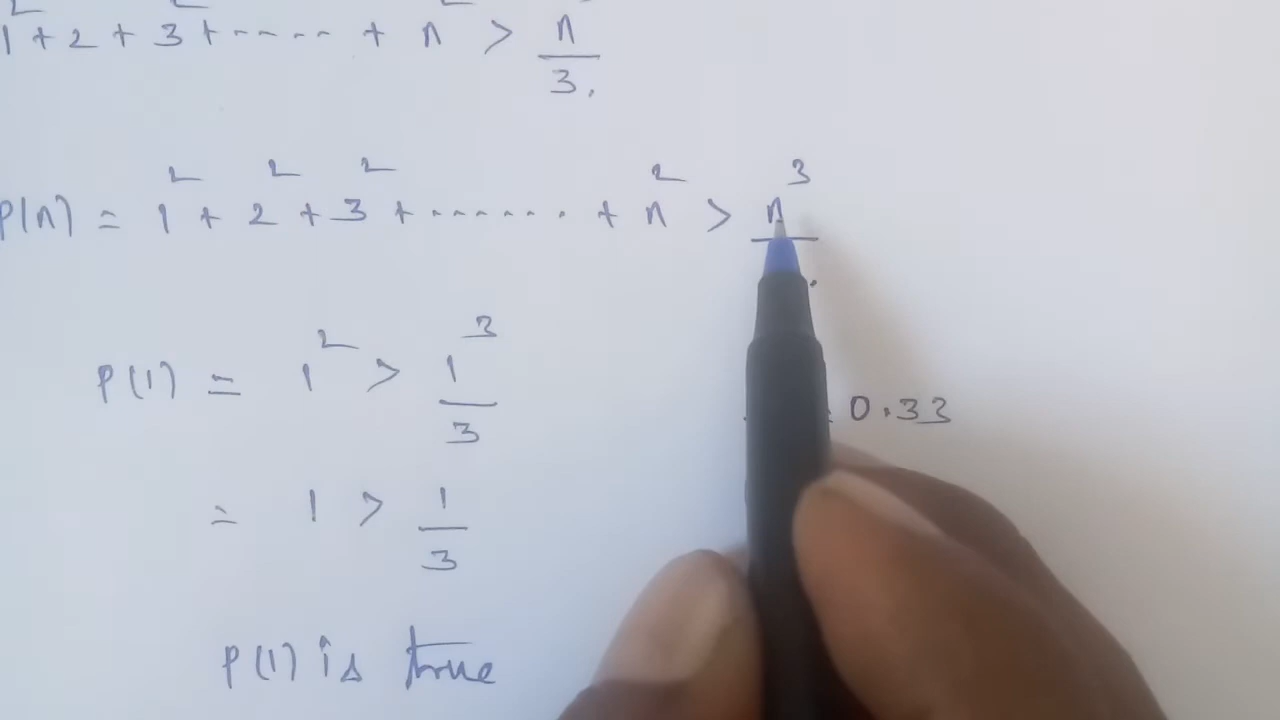 1² + 2² + 3² + ..... + n² > n/3.
P(n) = 1² + 2² + 3² + ....... + n² > n³
P(1) = 1² > 1³/3
0.33
= 1 > 1/3
P(1) is true